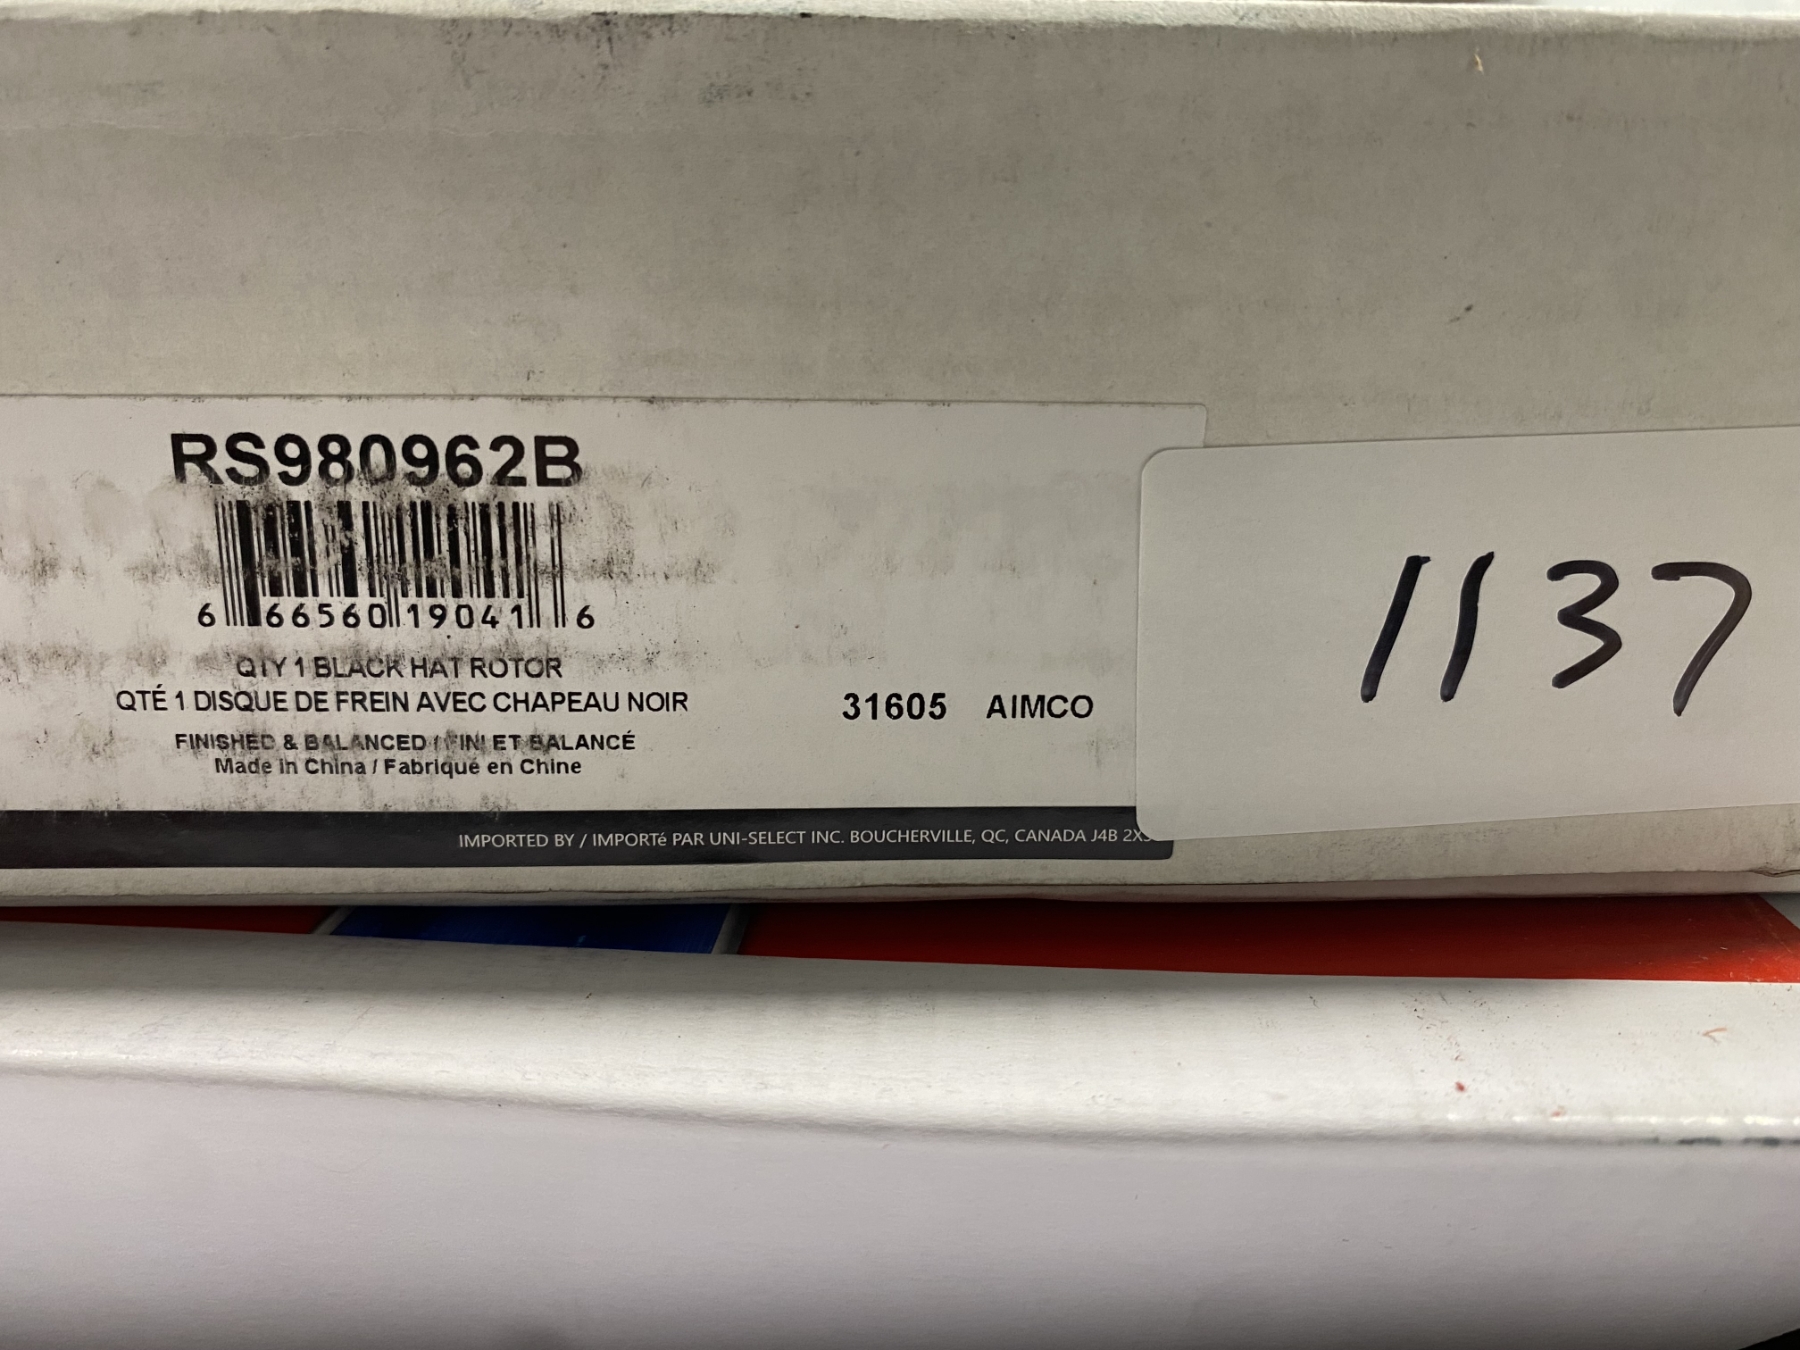 RS980962B
6 66560 19041 6
QTY 1 BLACK HAT ROTOR
QTÉ 1 DISQUE DE FREIN AVEC CHAPEAU NOIR
31605 AIMCO
FINISHED & BALANCED / FINI ET BALANCÉ
Made in China / Fabriqué en Chine
IMPORTED BY / IMPORTé PAR UNI-SELECT INC. BOUCHERVILLE, QC, CANADA J4B
1137